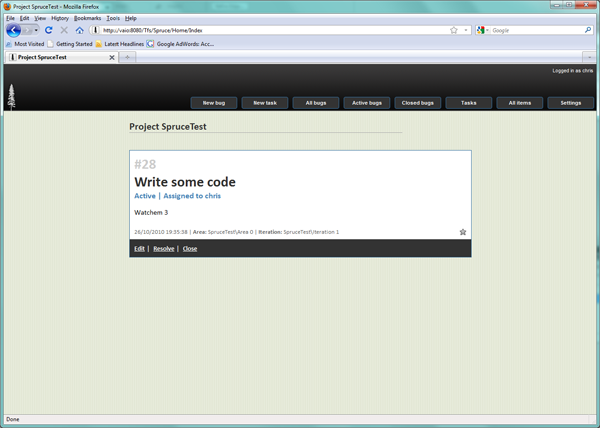 Project SpruceTest - Mozilla Firefox
File Edit View History Bookmarks Tools Help
http://vaio:8080/Tfs/Spruce/Home/Index
Google
Most Visited Getting Started Latest Headlines Google AdWords: Acc...
Project SpruceTest
Logged in as chris
New bug New task All bugs Active bugs Closed bugs Tasks All items Settings
Project SpruceTest
#28
Write some code
Active | Assigned to chris
Watchem 3
26/10/2010 19:35:38 | Area: SpruceTest\Area 0 | Iteration: SpruceTest\Iteration 1
Edit | Resolve | Close
Done